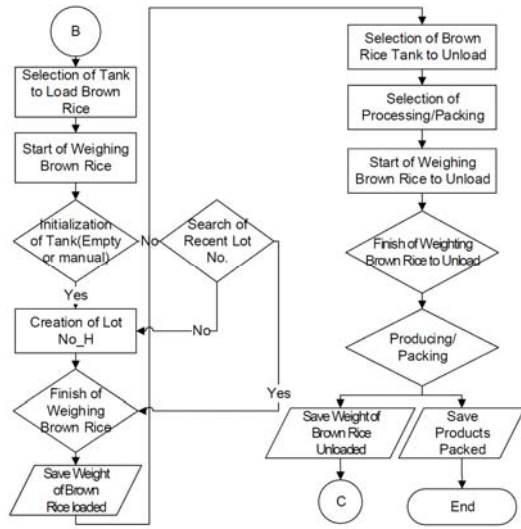 B
Selection of Tank
to Load Brown
Rice
Start of Weighing
Brown Rice
Initialization
of Tank(Empty
or manual)
No
Search of
Recent Lot
No.
Yes
No
Creation of Lot
No_H
Yes
Finish of
Weighing
Brown Rice
Save Weight
of Brown
Rice loaded
Selection of Brown
Rice Tank to Unload
Selection of
Processing/Packing
Start of Weighing
Brown Rice to Unload
Finish of Weighting
Brown Rice to Unload
Producing/
Packing
Save Weight of
Brown Rice
Unloaded
Save
Products
Packed
C
End